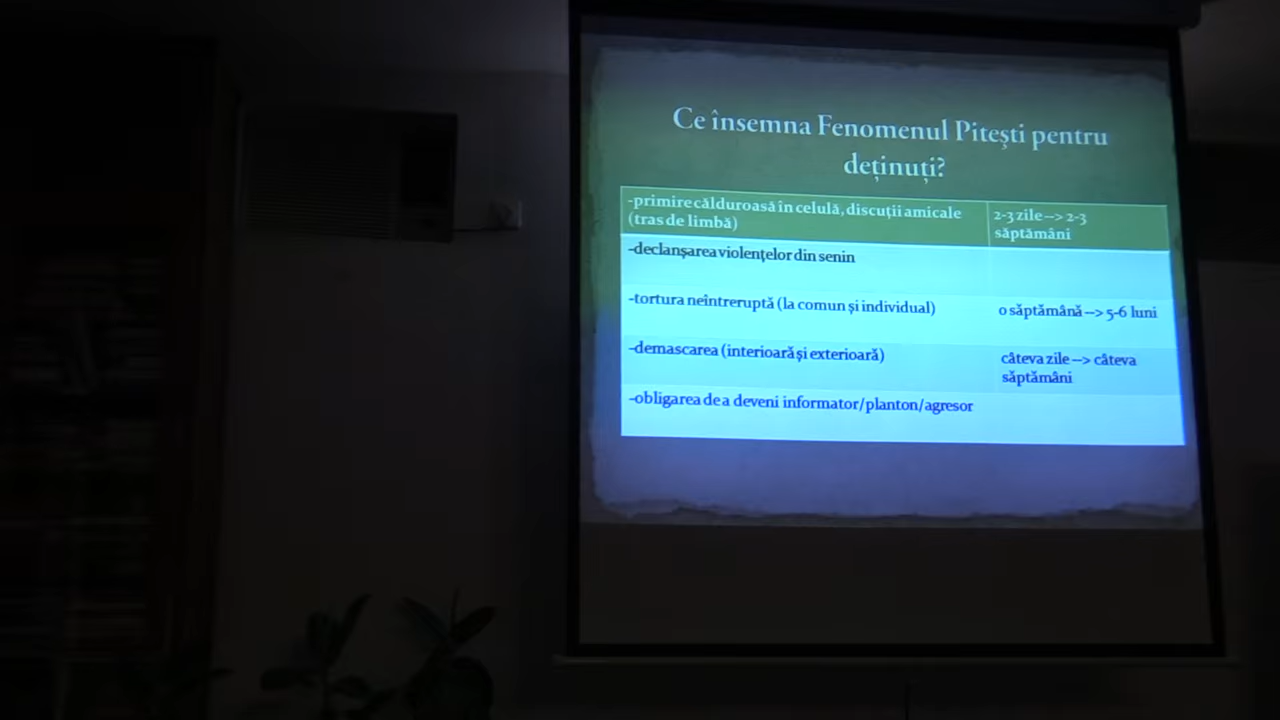 Ce însemna Fenomenul Pitești pentru
deținuți?
-primire călduroasă în celulă, discuții amicale
(tras de limbă)
2-3 zile --> 2-3
săptămâni
-declanșarea violențelor din senin
-tortura neîntreruptă (la comun și individual)
o săptămână --> 5-6 luni
-demascarea (interioară și exterioară)
câteva zile --> câteva
săptămâni
-obligarea de a deveni informator/planton/agresor